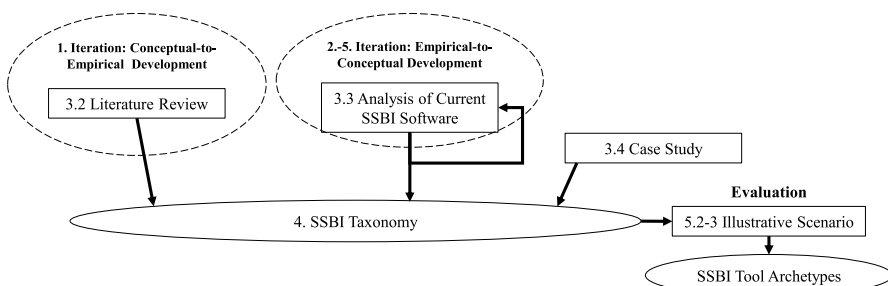 1. Iteration: Conceptual-to-
Empirical Development
3.2 Literature Review
2.-5. Iteration: Empirical-to-
Conceptual Development
3.3 Analysis of Current
SSBI Software
3.4 Case Study
Evaluation
4. SSBI Taxonomy
5.2-3 Illustrative Scenario
SSBI Tool Archetypes